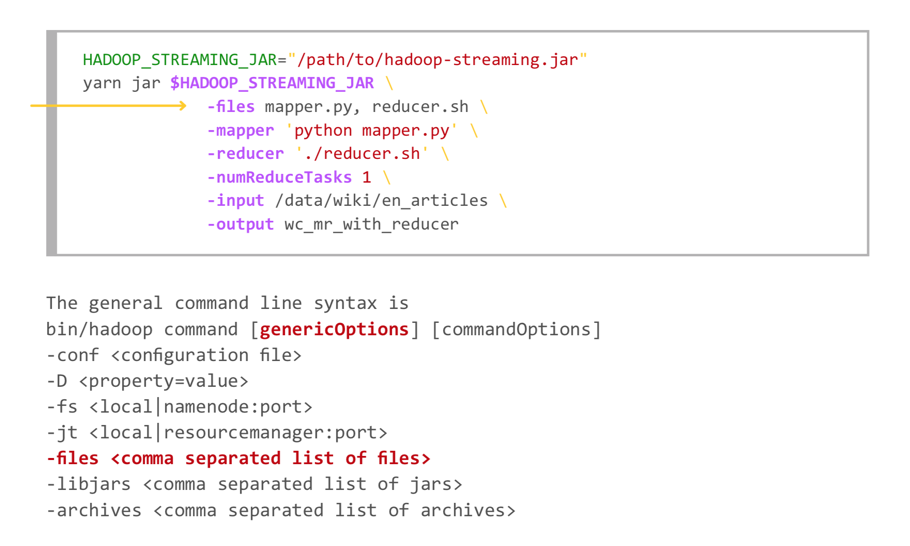 HADOOP_STREAMING_JAR="/path/to/hadoop-streaming.jar"
yarn jar $HADOOP_STREAMING_JAR \
-files mapper.py, reducer.sh \
-mapper 'python mapper.py' \
-reducer './reducer.sh' \
-numReduceTasks 1 \
-input /data/wiki/en_articles \
-output wc_mr_with_reducer
The general command line syntax is
bin/hadoop command [genericOptions] [commandOptions]
-conf <configuration file>
-D <property=value>
-fs <local|namenode:port>
-jt <local|resourcemanager:port>
-files <comma separated list of files>
-libjars <comma separated list of jars>
-archives <comma separated list of archives>